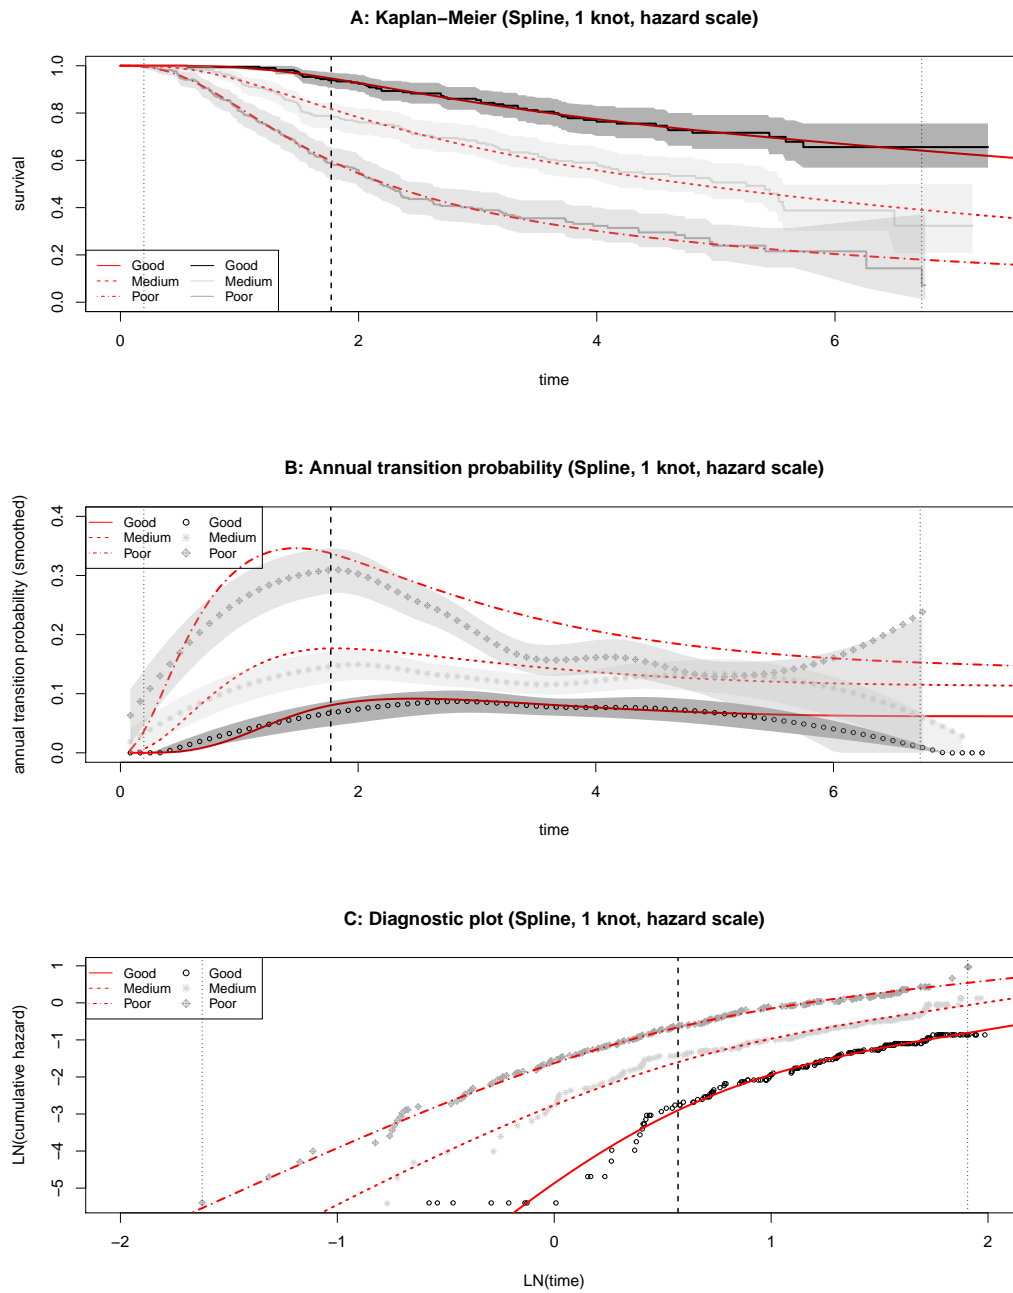 A: Kaplan−Meier (Spline, 1 knot, hazard scale)
survival
1.0
0.8
0.6
0.4
0.2
0.0
Good Good
Medium Medium
Poor Poor
0 2 4 6
time
B: Annual transition probability (Spline, 1 knot, hazard scale)
annual transition probability (smoothed)
0.4
0.3
0.2
0.1
0.0
Good Good
Medium Medium
Poor Poor
0 2 4 6
time
C: Diagnostic plot (Spline, 1 knot, hazard scale)
LN(cumulative hazard)
1
0
−1
−2
−3
−4
−5
Good Good
Medium Medium
Poor Poor
−2 −1 0 1 2
LN(time)